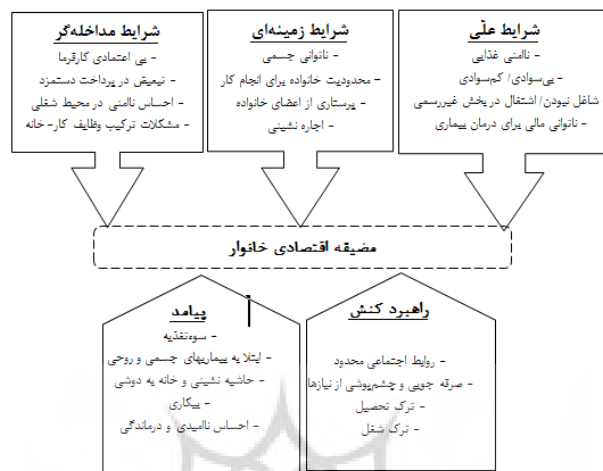 شرایط علّی
- ناامنی غذایی
- بی‌سوادی/ کم‌سوادی
شاغل نبودن/ اشتغال در بخش غیررسمی
- ناتوانی مالی برای درمان بیماری
شرایط زمینه‌ای
- ناتوانی جسمی
- محدودیت خانواده برای انجام کار
- پرستاری از اعضای خانواده
- اجاره نشینی
شرایط مداخله‌گر
- بی اعتمادی کارفرما
- تبعیض در پرداخت دستمزد
- احساس ناامنی در محیط شغلی
- مشکلات ترکیب وظایف کار- خانه
مضیقه اقتصادی خانوار
راهبرد کنش
- روابط اجتماعی محدود
- صرفه جویی و چشم‌پوشی از نیازها
- ترک تحصیل
- ترک شغل
پیامد
- سوءتغذیه
- ابتلا به بیماریهای جسمی و روحی
- حاشیه نشینی و خانه به دوشی
- بیکاری
- احساس ناامیدی و درماندگی